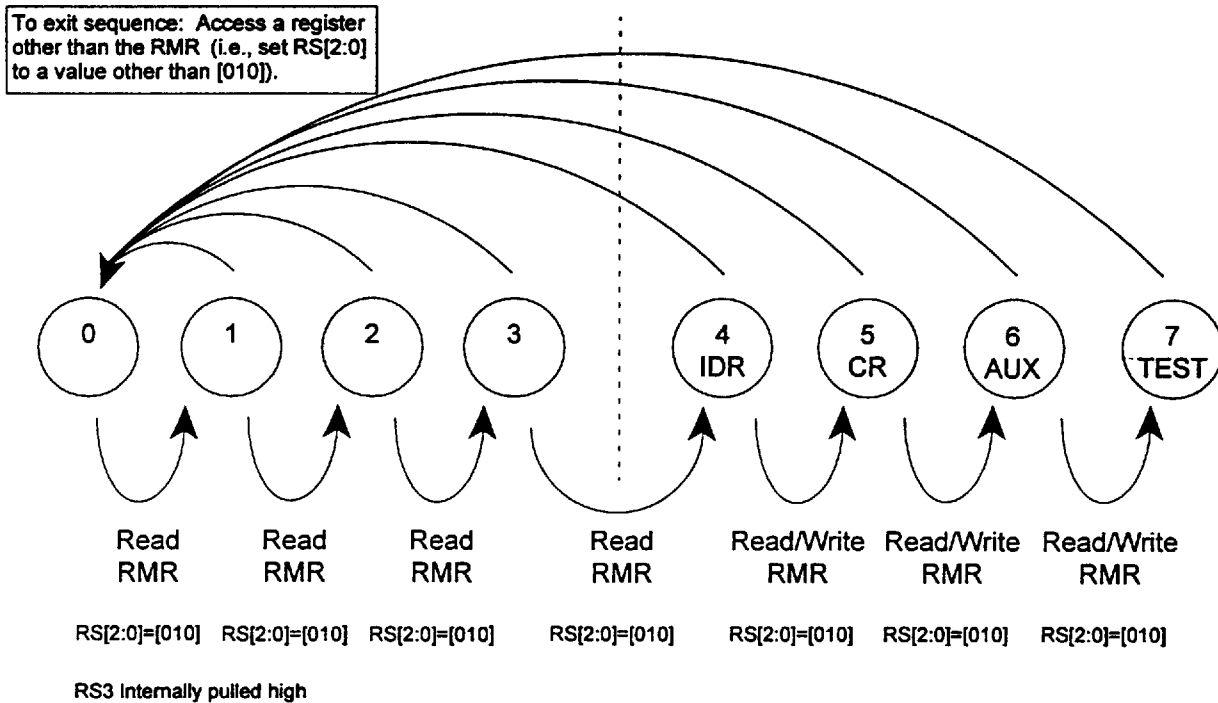 To exit sequence: Access a register
other than the RMR (i.e., set RS[2:0]
to a value other than [010]).
0
1
2
3
4
IDR
5
CR
6
AUX
7
TEST
Read
RMR
Read
RMR
Read
RMR
Read
RMR
Read/Write
RMR
Read/Write
RMR
Read/Write
RMR
RS[2:0]=[010] RS[2:0]=[010] RS[2:0]=[010] RS[2:0]=[010] RS[2:0]=[010] RS[2:0]=[010] RS[2:0]=[010]
RS3 Internally pulled high